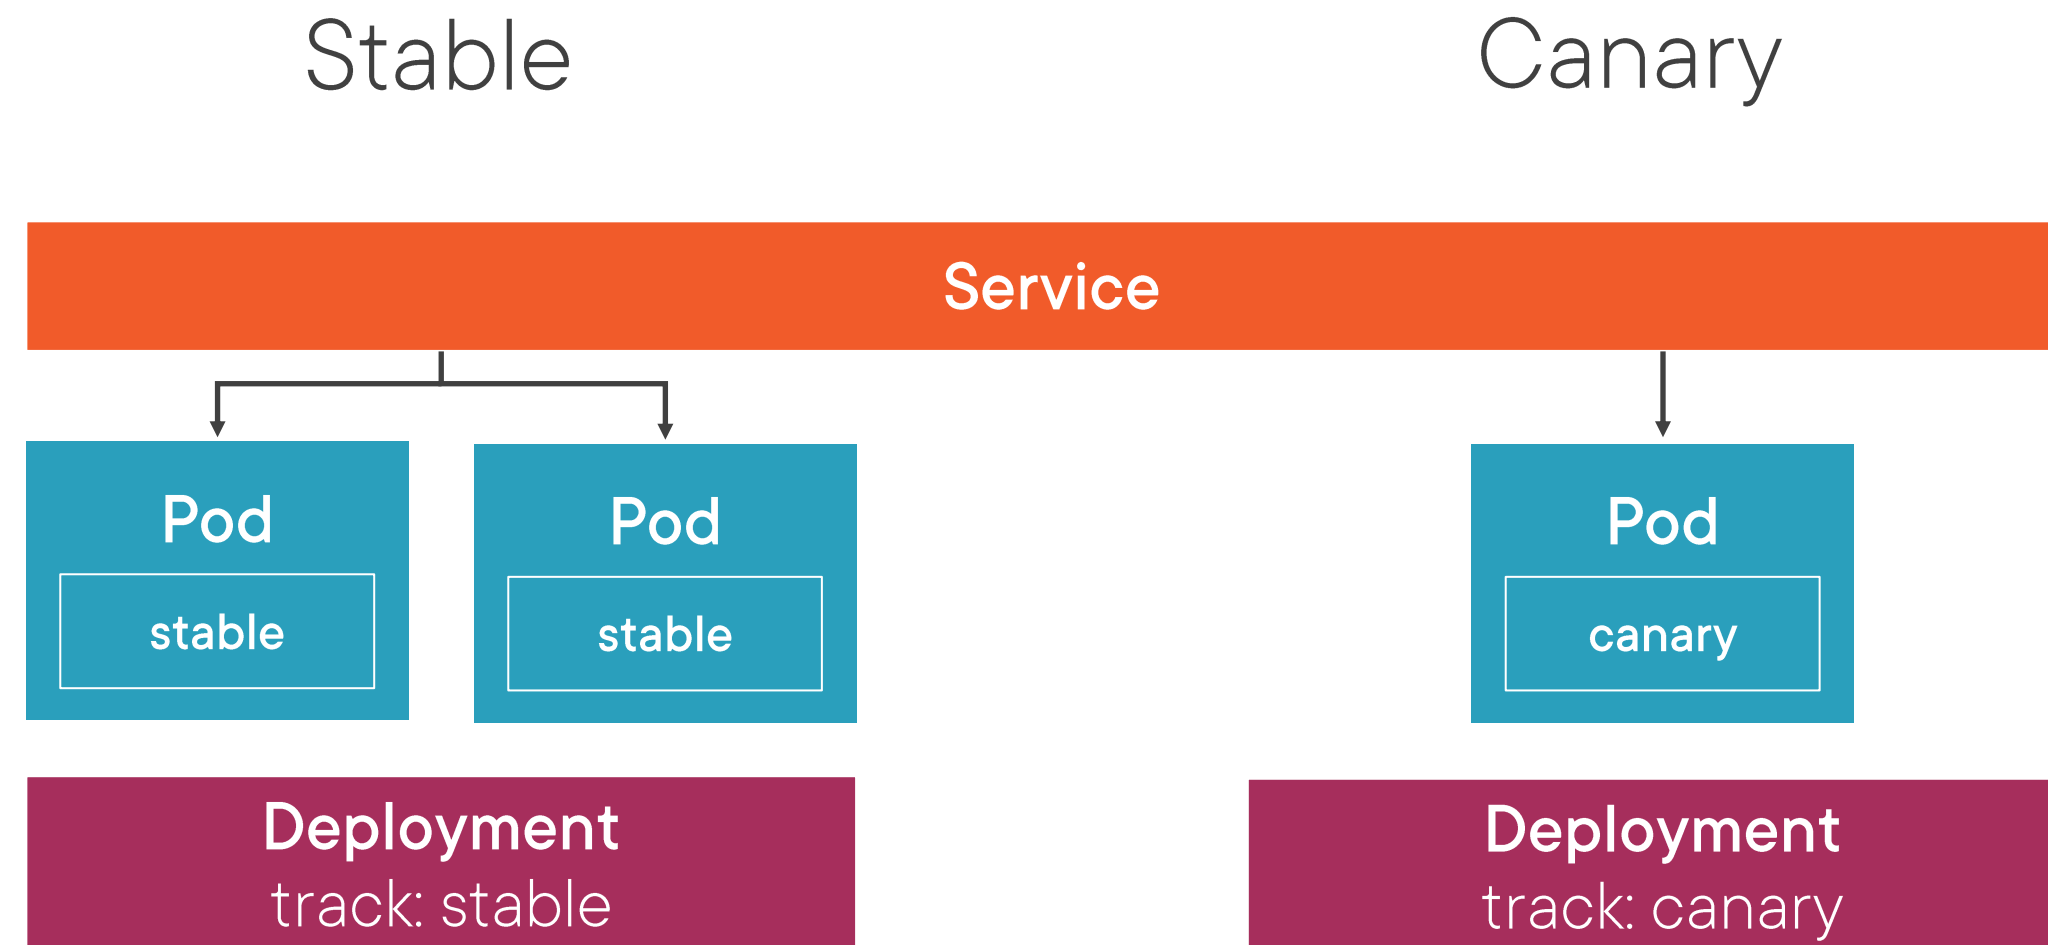 Stable
Canary
Service
Pod
stable
Pod
stable
Pod
canary
Deployment
track: stable
Deployment
track: canary